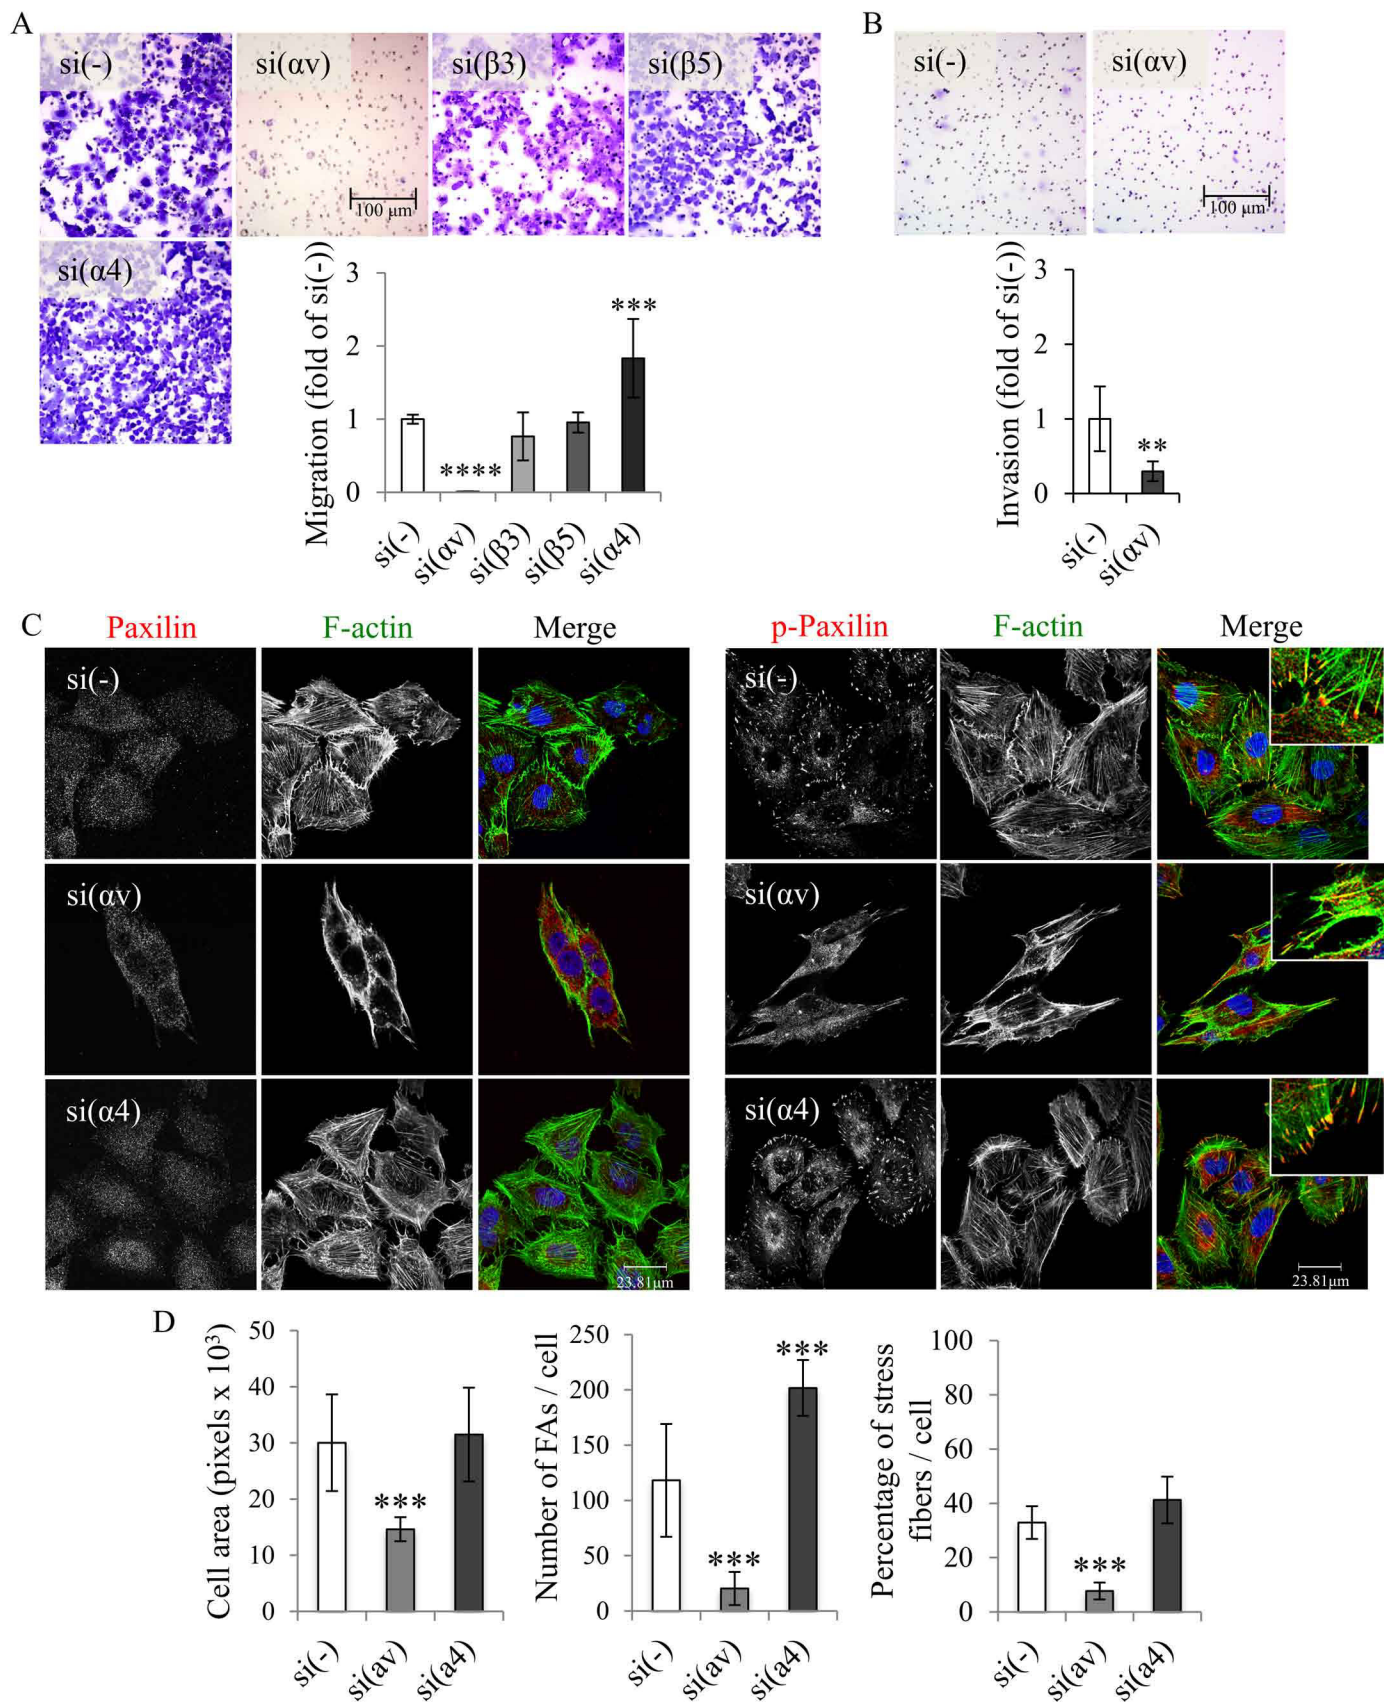 A
B
si(-)
si(αv)
si(β3)
si(β5)
si(-)
si(αv)
100 µm
100 µm
si(α4)
Migration (fold of si(-)
3
2
1
0
***
****
si(-)
si(αv)
si(β3)
si(β5)
si(α4)
Invasion (fold of si(-)
3
2
1
0
**
si(-)
si(αv)
C
Paxilin
F-actin
Merge
p-Paxilin
F-actin
Merge
si(-)
si(-)
si(αv)
si(αv)
si(α4)
si(α4)
23.81µm
23.81µm
D
Cell area (pixels x 10³)
50
40
30
20
10
0
***
si(-)
si(av)
si(a4)
Number of FAs / cell
250
200
150
100
50
0
***
***
si(-)
si(av)
si(a4)
Percentage of stress
fibers / cell
100
80
60
40
20
0
***
si(-)
si(av)
si(a4)